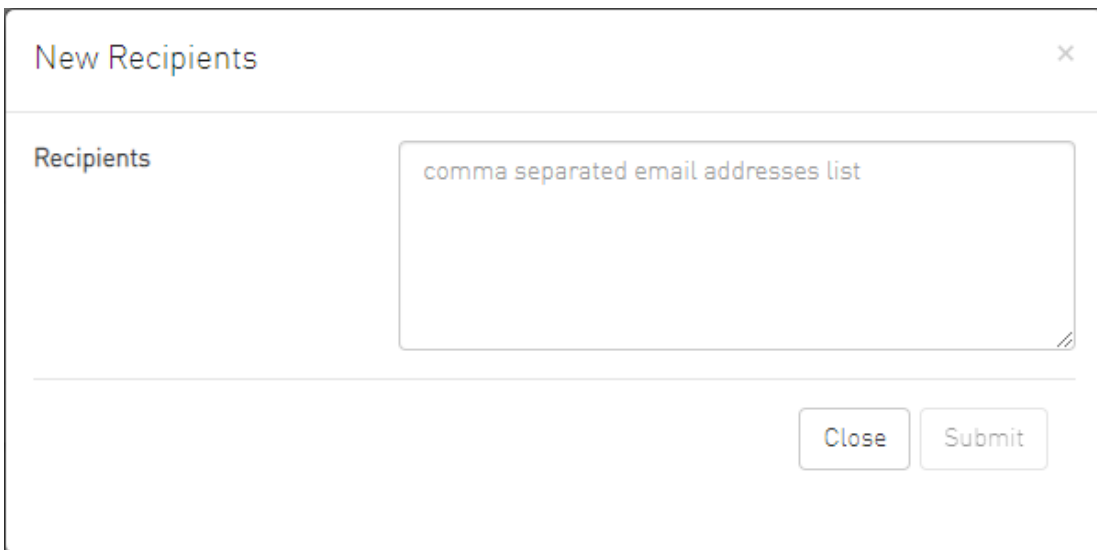 New Recipients ×
Recipients
comma separated email addresses list
Close
Submit